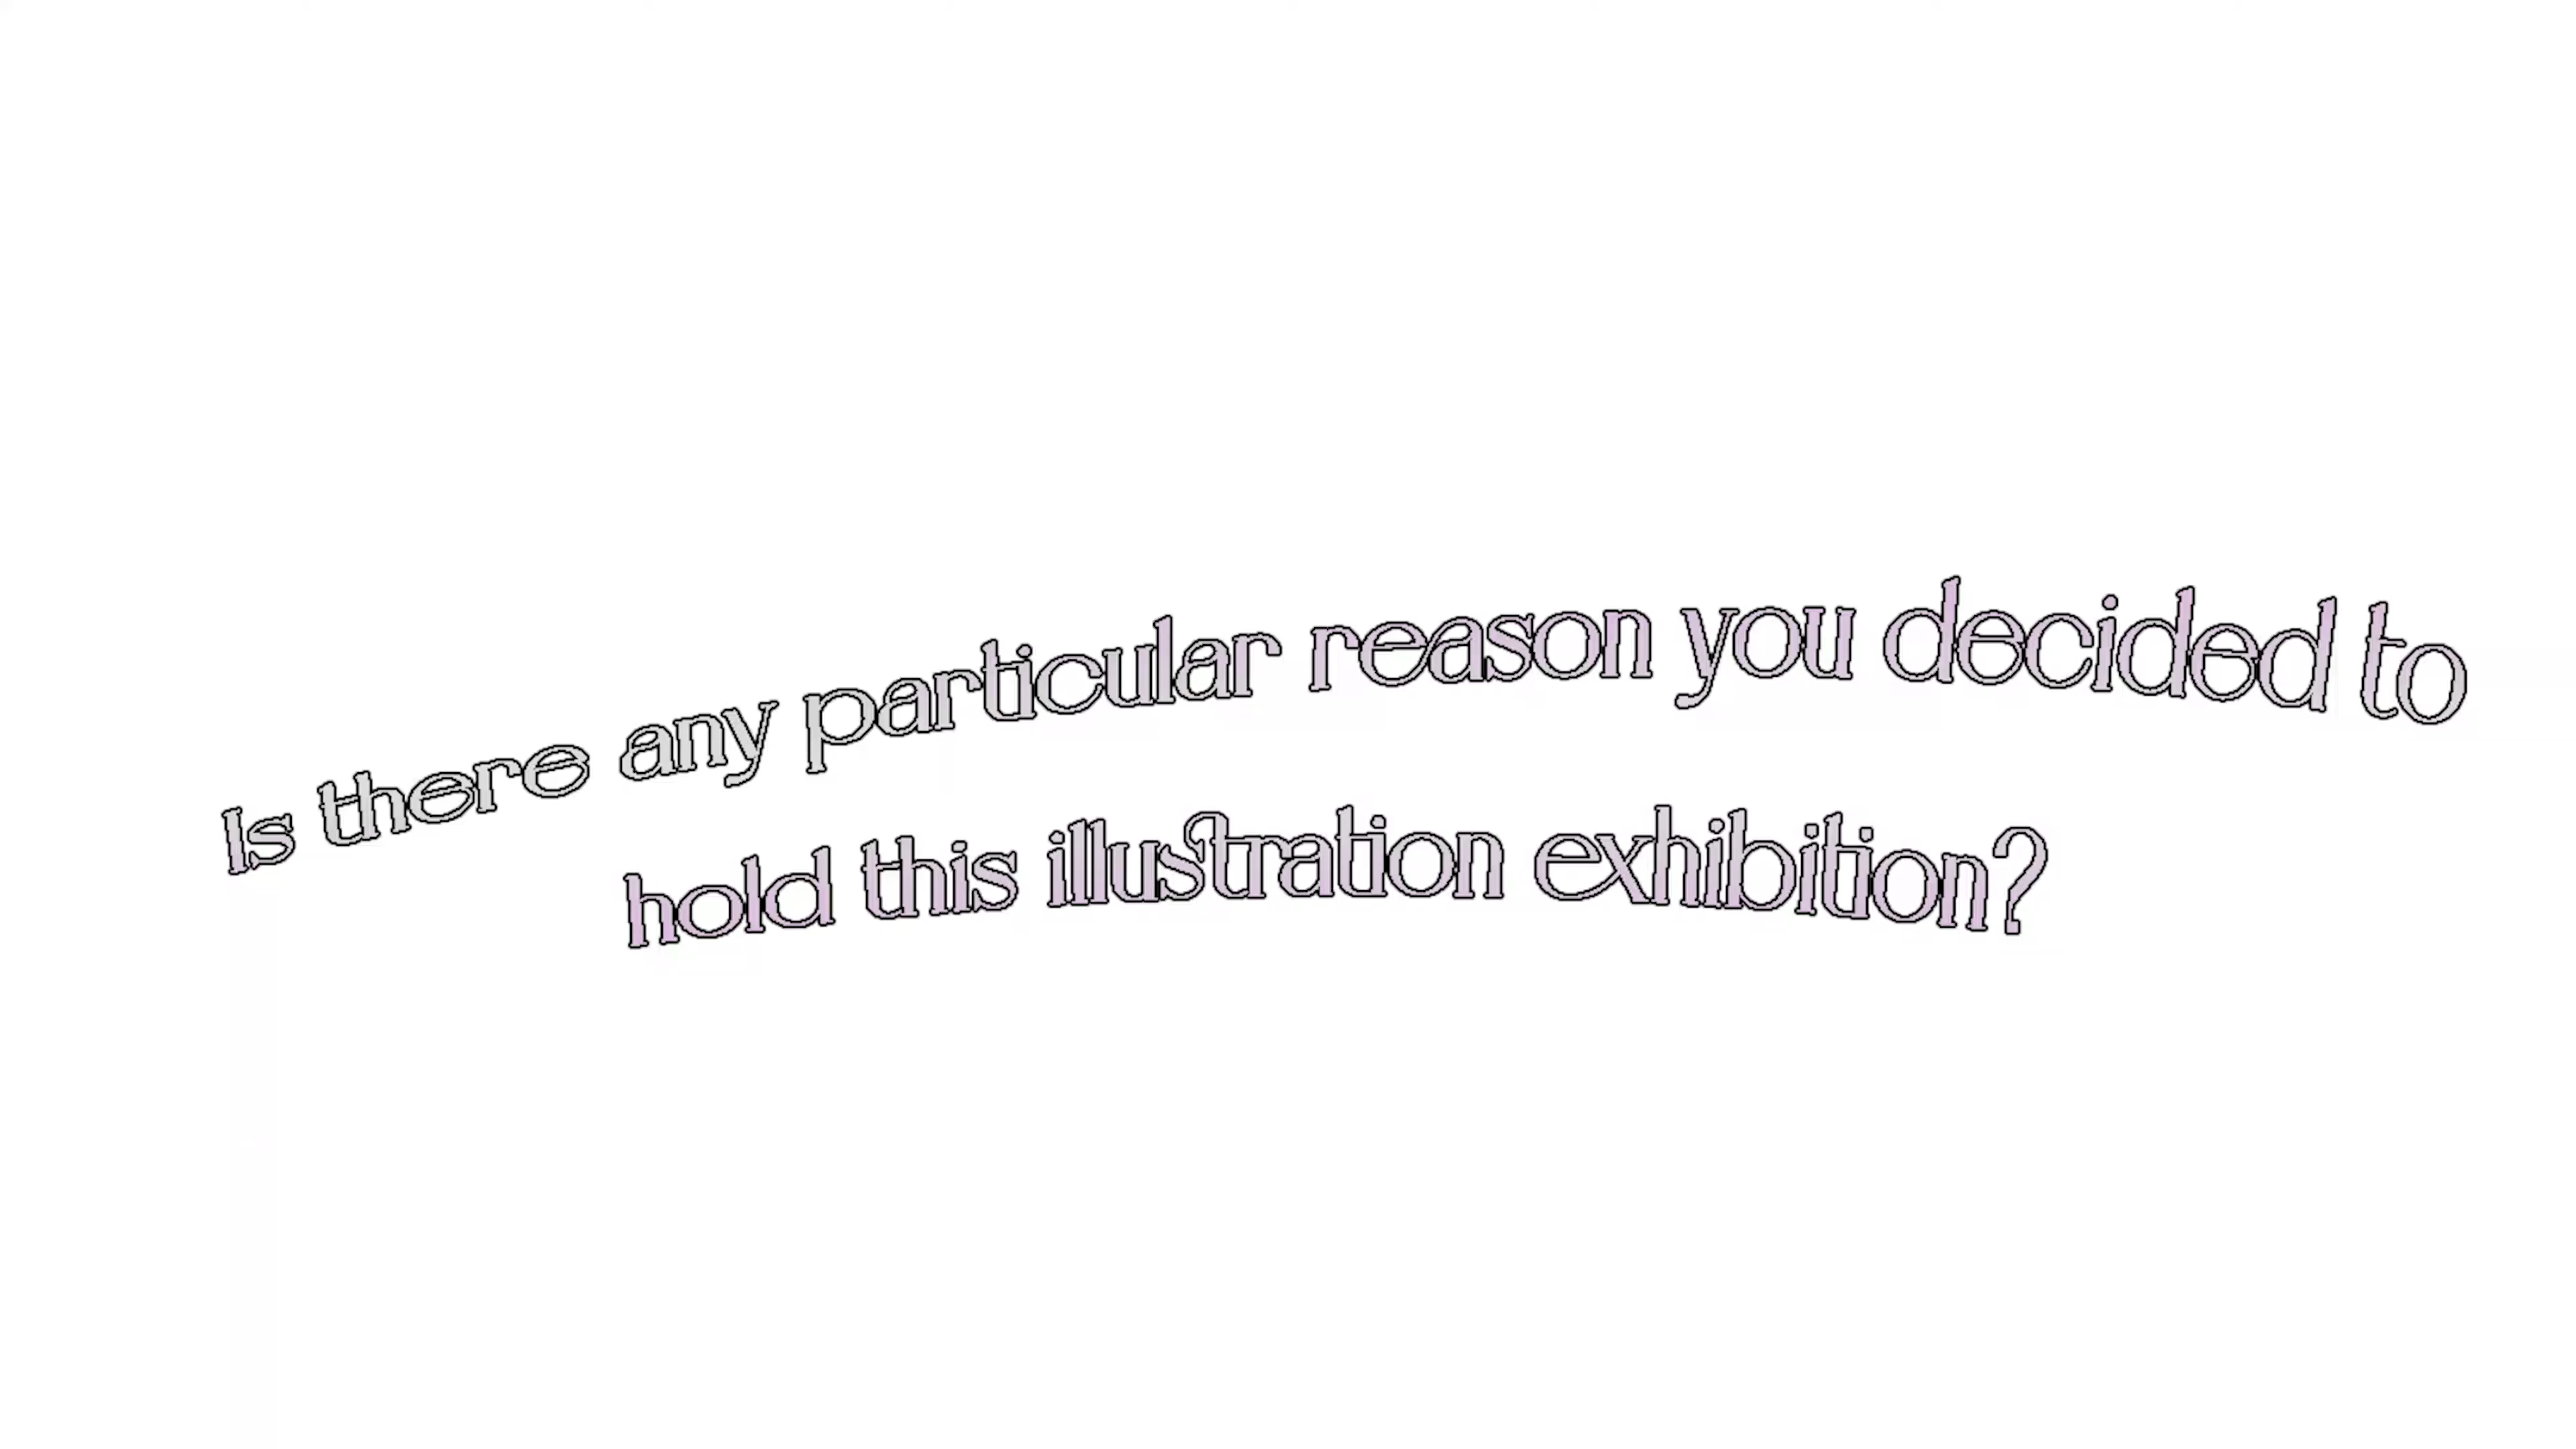 Is there any particular reason you decided to
hold this illustration exhibition?